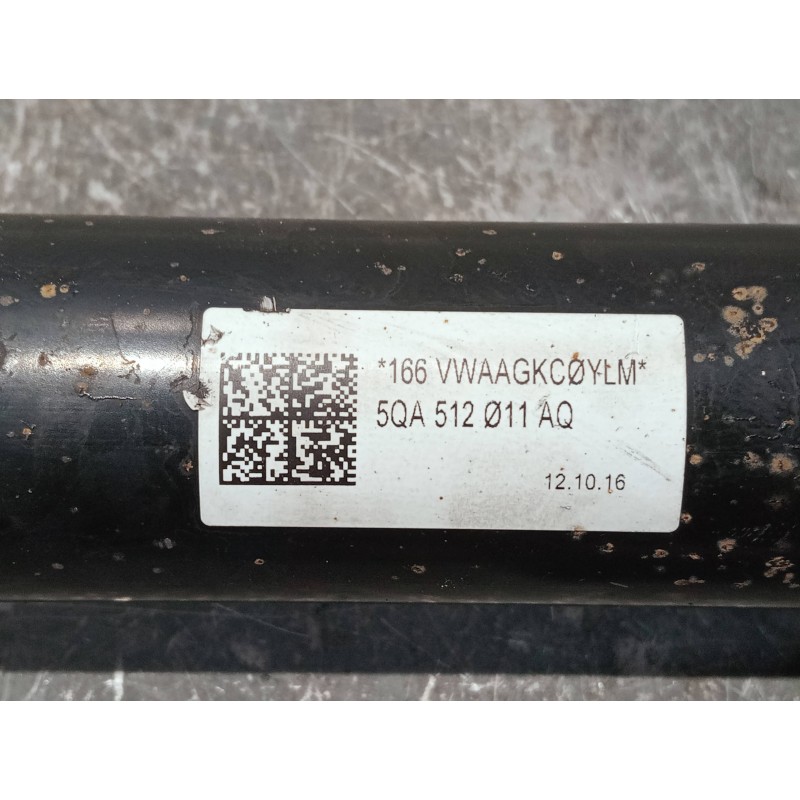 *166 VWAAGKCØYLM*
5QA 512 Ø11 AQ
12.10.16